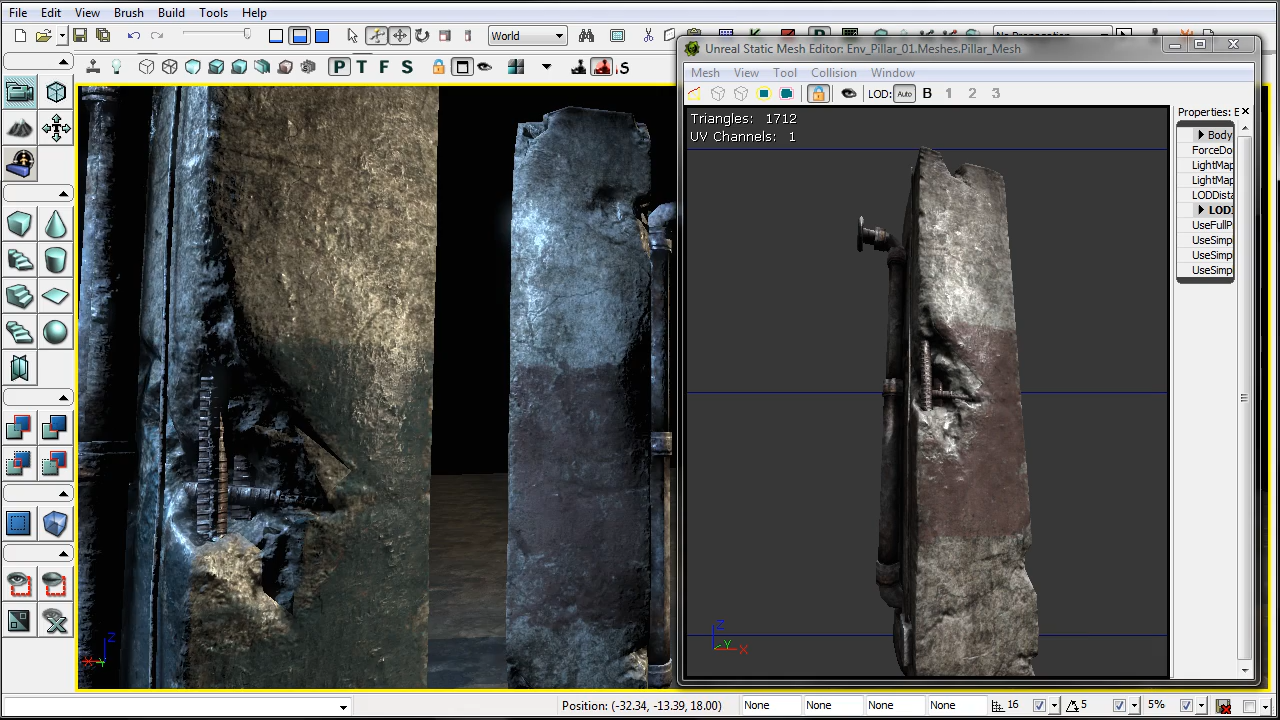 File Edit View Brush Build Tools Help
World
Unreal Static Mesh Editor: Env_Pillar_01.Meshes.Pillar_Mesh
Mesh View Tool Collision Window
P T F S
S
LOD: Auto B 1 2 3
Triangles: 1712
UV Channels: 1
Properties: E
Body
ForceDo
LightMap
LightMap
LODDista
LOD
UseFullP
UseSimp
UseSimp
UseSimp
Z
X
Y
Z
Y
X
Position: (-32.34, -13.39, 18.00) None None None None 16 5 5%